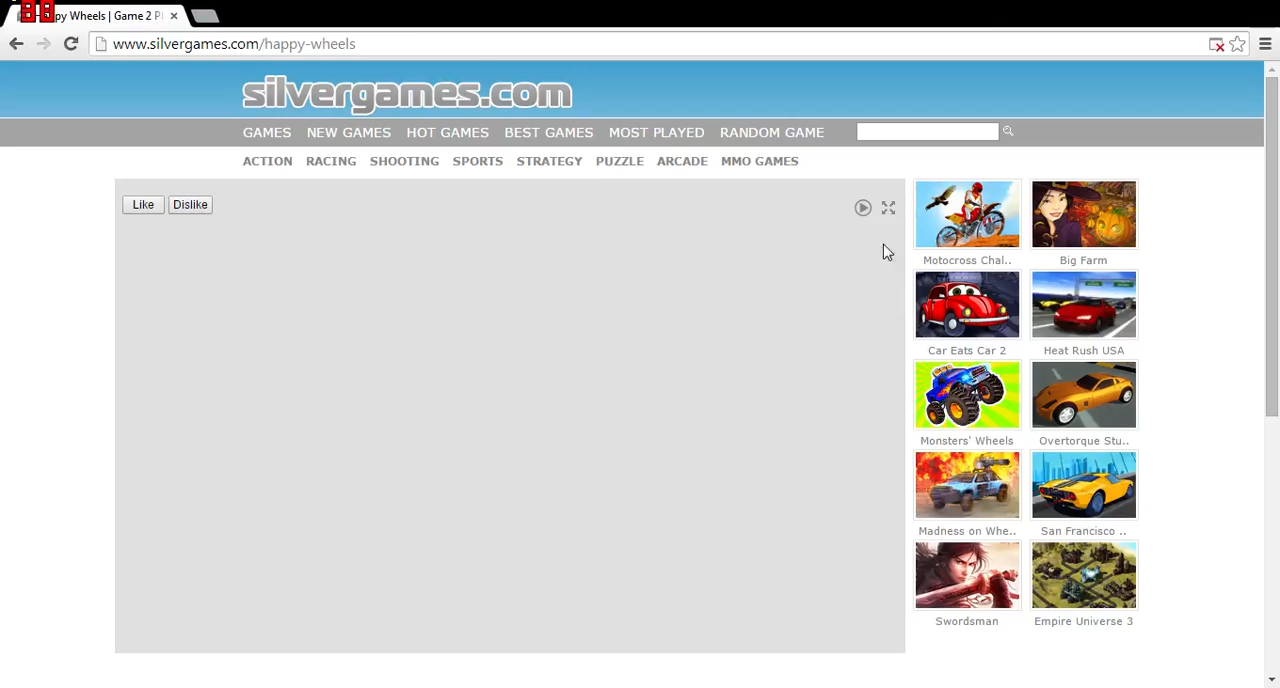 py Wheels | Game 2 Pl
www.silvergames.com/happy-wheels
silvergames.com
GAMES NEW GAMES HOT GAMES BEST GAMES MOST PLAYED RANDOM GAME
ACTION RACING SHOOTING SPORTS STRATEGY PUZZLE ARCADE MMO GAMES
Like Dislike
Motocross Chal.. Big Farm
Car Eats Car 2 Heat Rush USA
Monsters' Wheels Overtorque Stu..
Madness on Whe.. San Francisco ..
Swordsman Empire Universe 3